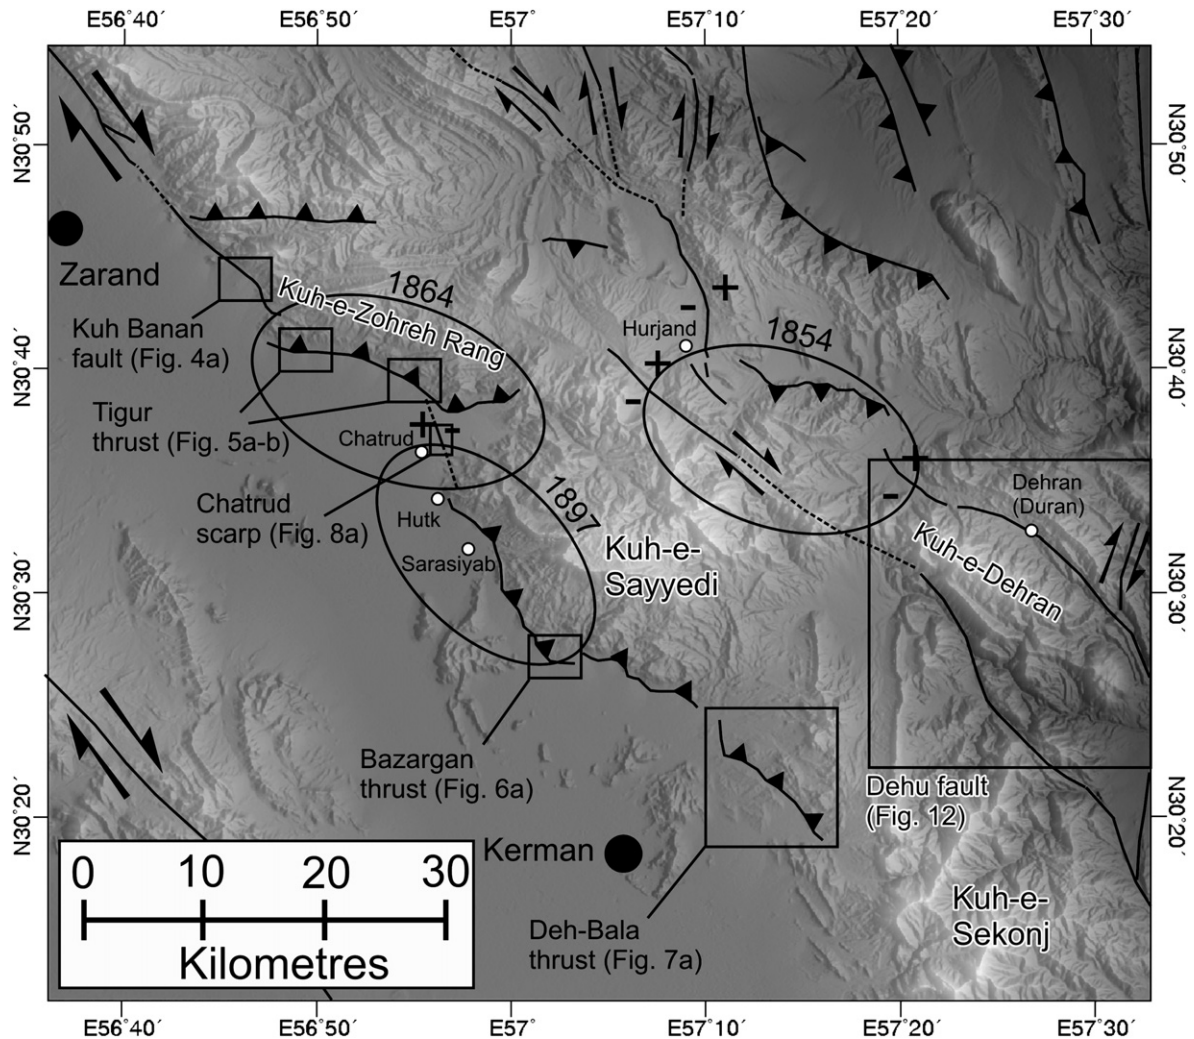 E56°40´ E56°50´ E57° E57°10´ E57°20´ E57°30´
N30°50´
N30°50´
Zarand
1864
Kuh-e-Zohreh Rang
Kuh Banan
fault (Fig. 4a)
Hurjand
1854
N30°40´
N30°40´
Tigur
thrust (Fig. 5a-b)
Chatrud
Chatrud
scarp (Fig. 8a)
Hutk
Sarasiyab
1897
Kuh-e-
Sayyedi
Dehran
(Duran)
Kuh-e-Dehran
N30°30´
N30°30´
Bazargan
thrust (Fig. 6a)
Dehu fault
(Fig. 12)
N30°20´
N30°20´
Kerman
Deh-Bala
thrust (Fig. 7a)
Kuh-e-
Sekonj
0 10 20 30
Kilometres
E56°40´ E56°50´ E57° E57°10´ E57°20´ E57°30´